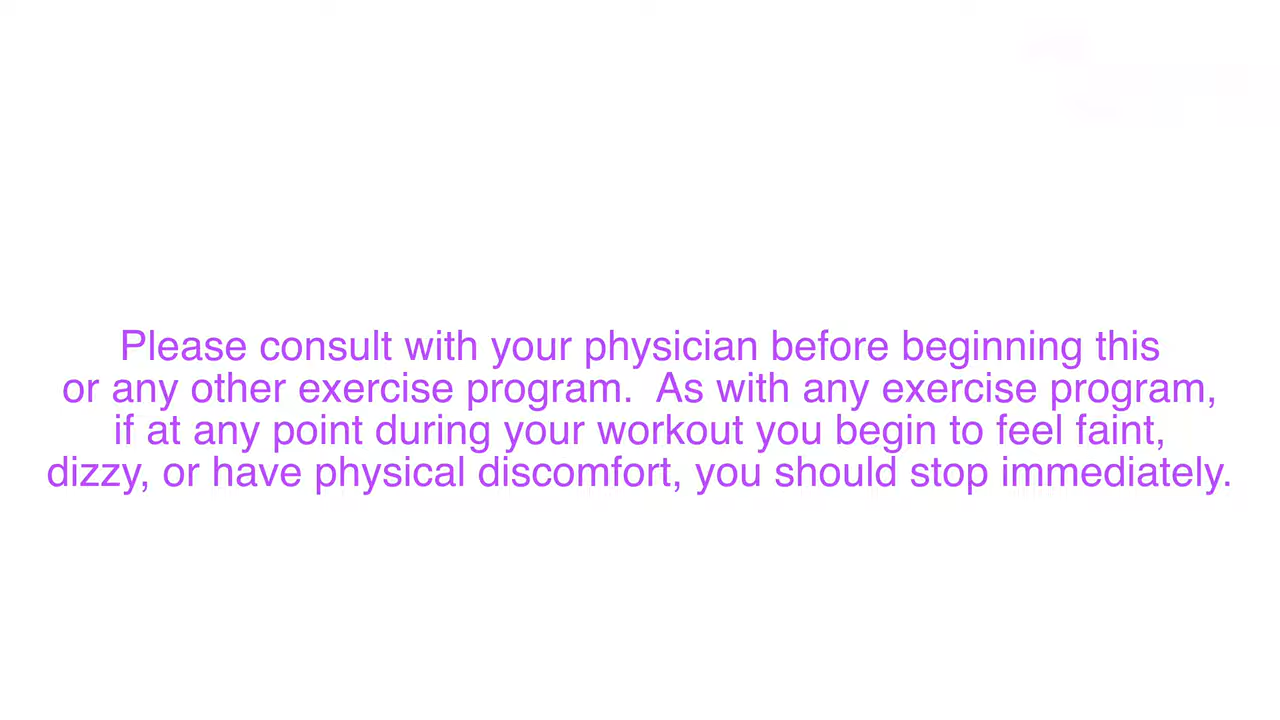 Please consult with your physician before beginning this
or any other exercise program.  As with any exercise program,
if at any point during your workout you begin to feel faint,
dizzy, or have physical discomfort, you should stop immediately.